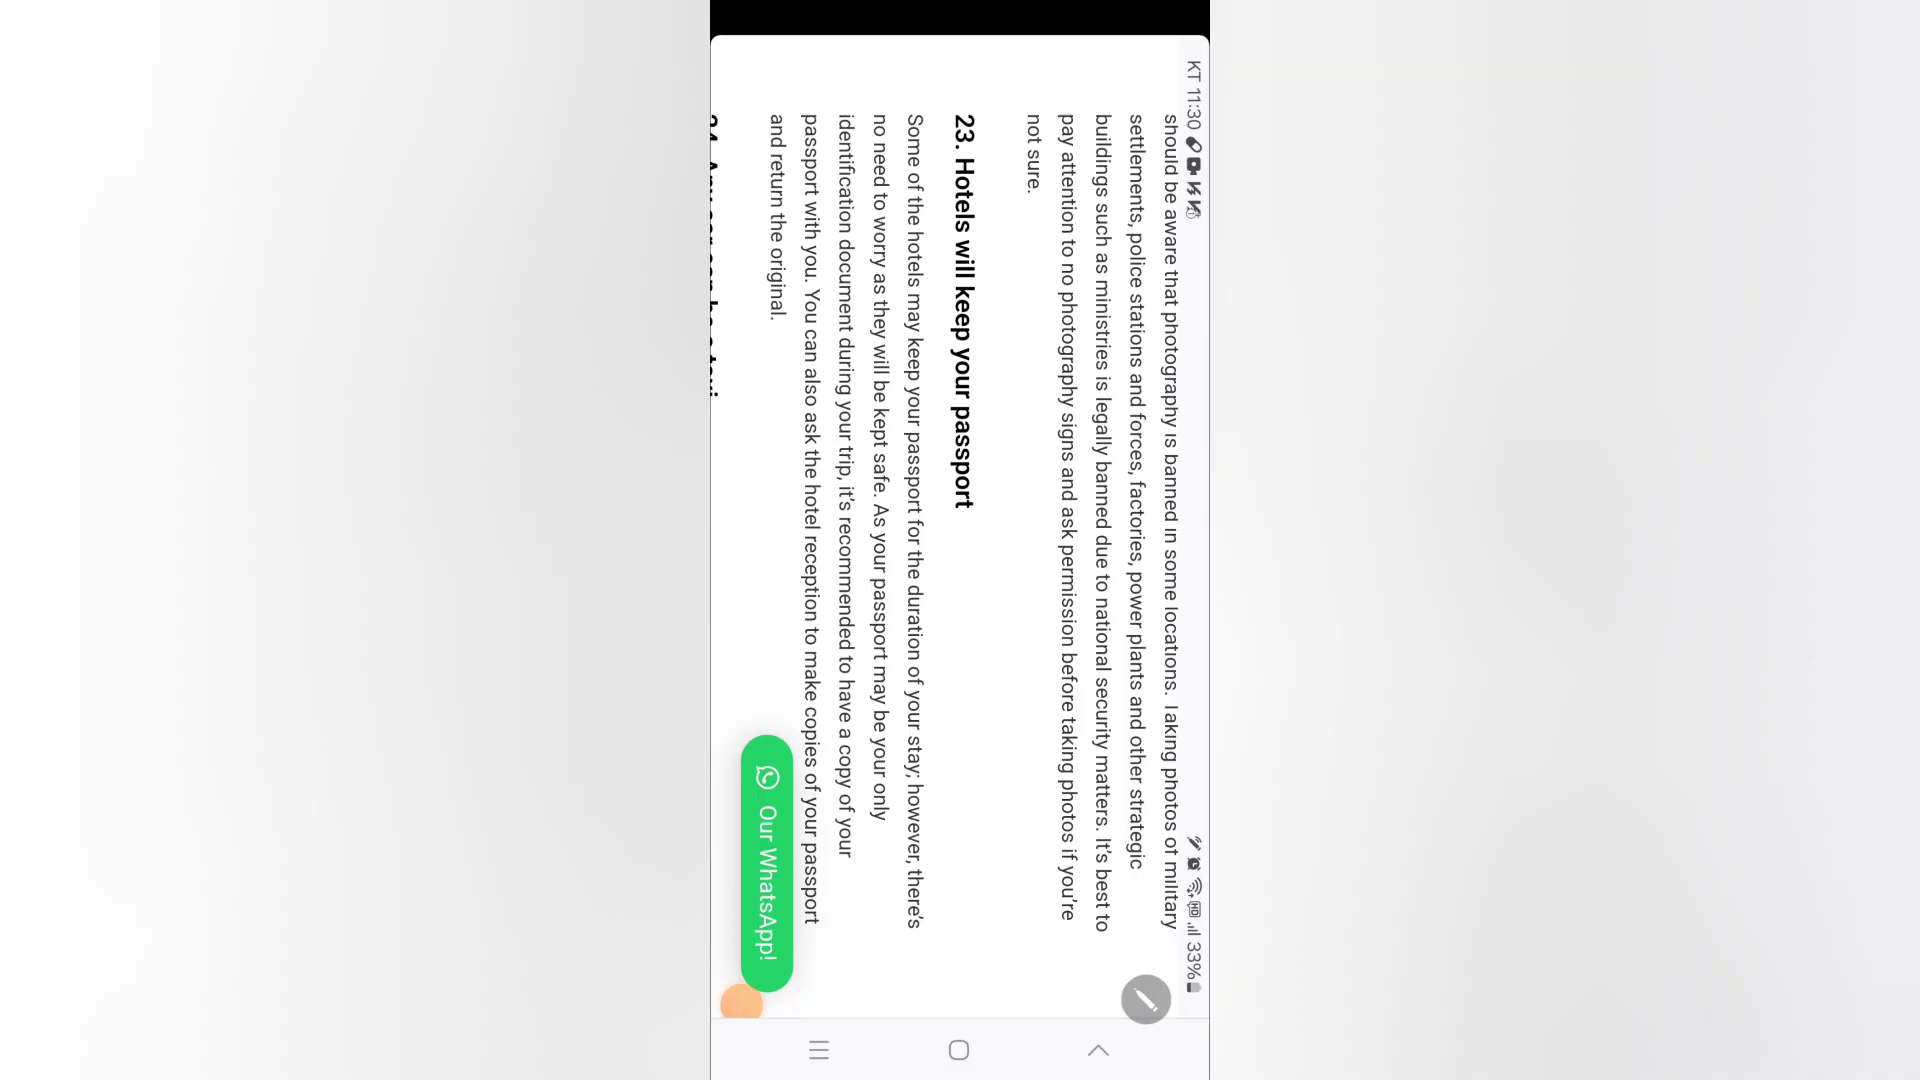 KT 11:30
33%
should be aware that photography is banned in some locations. Taking photos of military
settlements, police stations and forces, factories, power plants and other strategic
buildings such as ministries is legally banned due to national security matters. It's best to
pay attention to no photography signs and ask permission before taking photos if you're
not sure.
23. Hotels will keep your passport
Some of the hotels may keep your passport for the duration of your stay; however, there's
no need to worry as they will be kept safe. As your passport may be your only
identification document during your trip, it's recommended to have a copy of your
passport with you. You can also ask the hotel reception to make copies of your passport
and return the original.
Our WhatsApp!
24. Any car can be a taxi